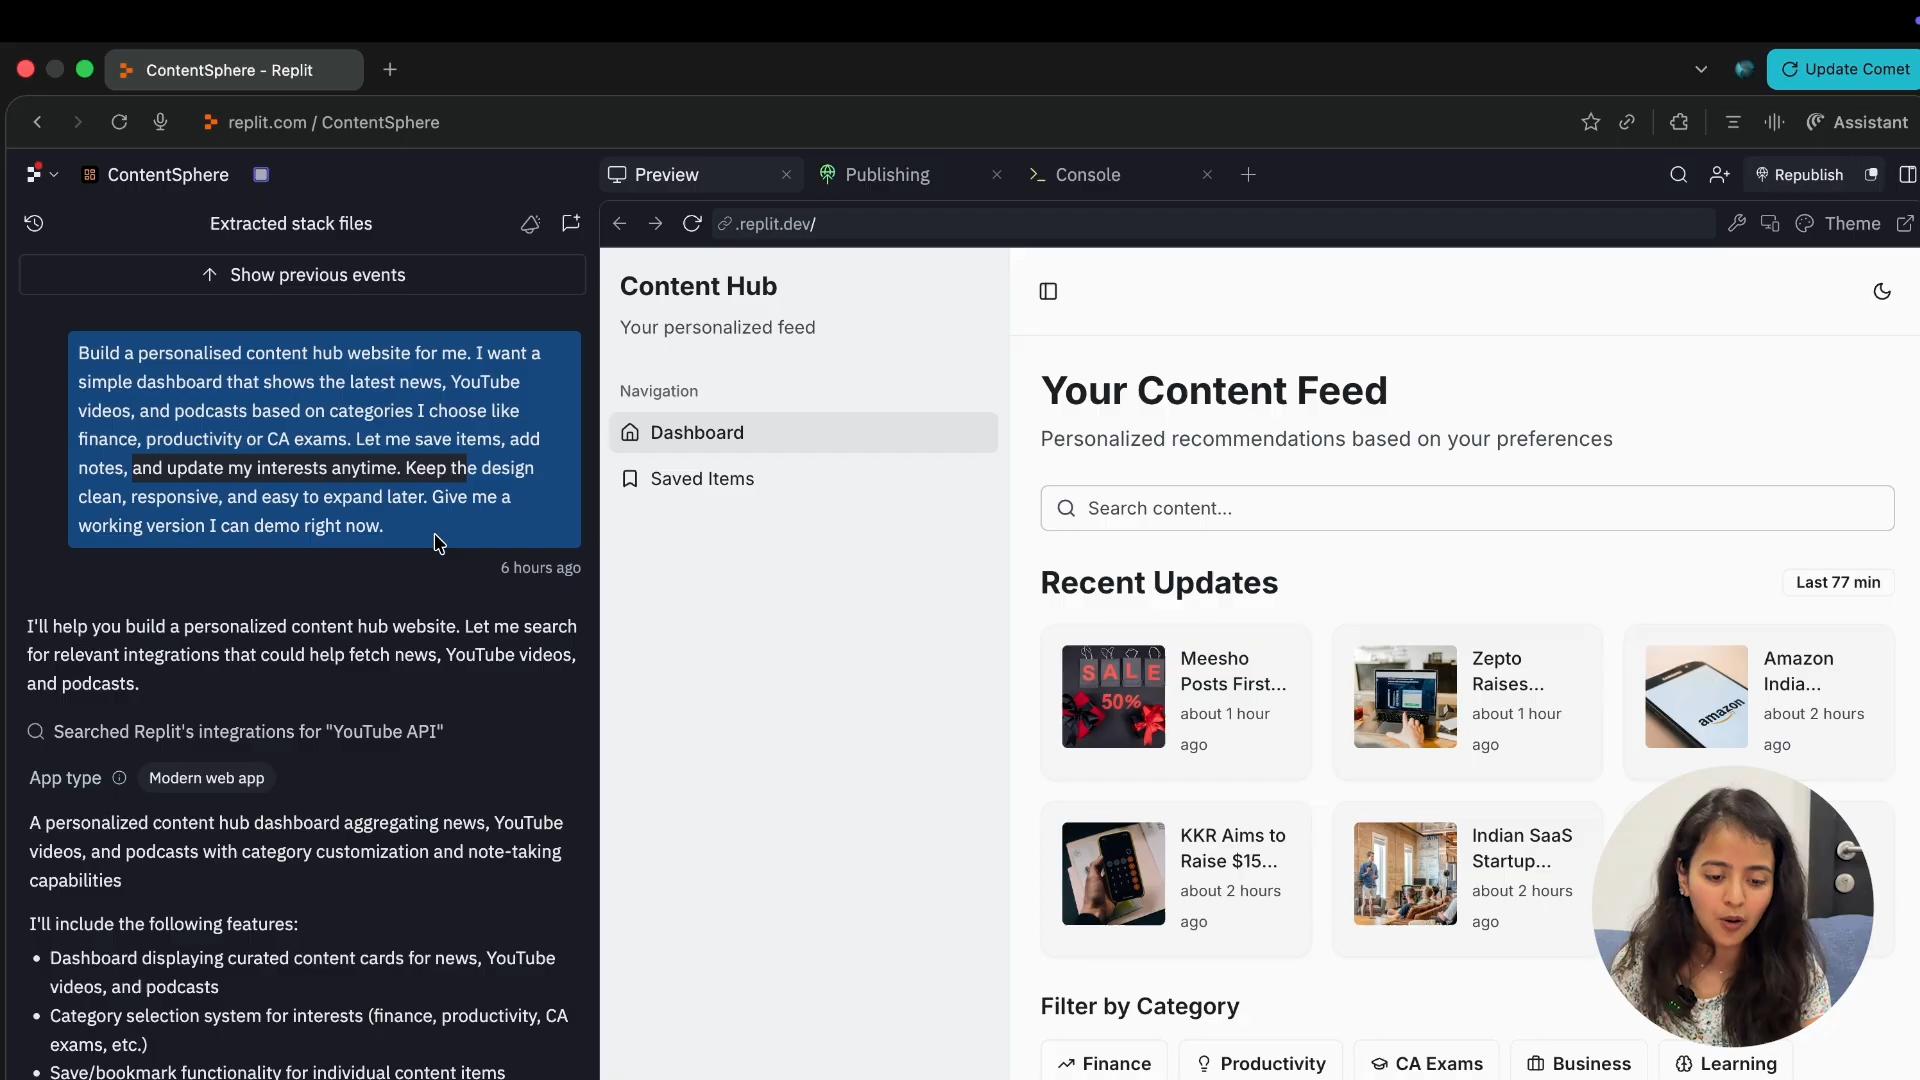 ContentSphere - Replit
Update Comet
replit.com / ContentSphere
Assistant
ContentSphere
Preview
Publishing
Console
Republish
Extracted stack files
.replit.dev/
Theme
Show previous events
Build a personalised content hub website for me. I want a
simple dashboard that shows the latest news, YouTube
videos, and podcasts based on categories I choose like
finance, productivity or CA exams. Let me save items, add
notes, and update my interests anytime. Keep the design
clean, responsive, and easy to expand later. Give me a
working version I can demo right now.
6 hours ago
I'll help you build a personalized content hub website. Let me search
for relevant integrations that could help fetch news, YouTube videos,
and podcasts.
Searched Replit's integrations for "YouTube API"
App type
Modern web app
A personalized content hub dashboard aggregating news, YouTube
videos, and podcasts with category customization and note-taking
capabilities
I'll include the following features:
• Dashboard displaying curated content cards for news, YouTube
videos, and podcasts
• Category selection system for interests (finance, productivity, CA
exams, etc.)
• Save/bookmark functionality for individual content items
Content Hub
Your personalized feed
Navigation
Dashboard
Saved Items
Your Content Feed
Personalized recommendations based on your preferences
Search content...
Recent Updates
Last 77 min
SALE
50%
Meesho
Posts First...
about 1 hour
ago
Zepto
Raises...
about 1 hour
ago
amazon
Amazon
India...
about 2 hours
ago
KKR Aims to
Raise $15...
about 2 hours
ago
Indian SaaS
Startup...
about 2 hours
ago
Filter by Category
Finance
Productivity
CA Exams
Business
Learning